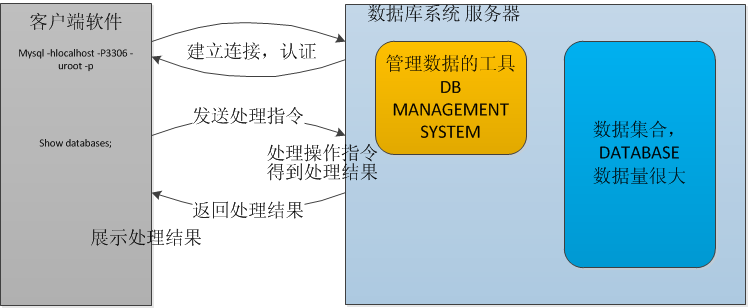 客户端软件
Mysql -hlocalhost -P3306 -
uroot -p
Show databases;
建立连接，认证
发送处理指令
处理操作指令
得到处理结果
返回处理结果
展示处理结果
数据库系统 服务器
管理数据的工具
DB
MANAGEMENT
SYSTEM
数据集合，
DATABASE
数据量很大